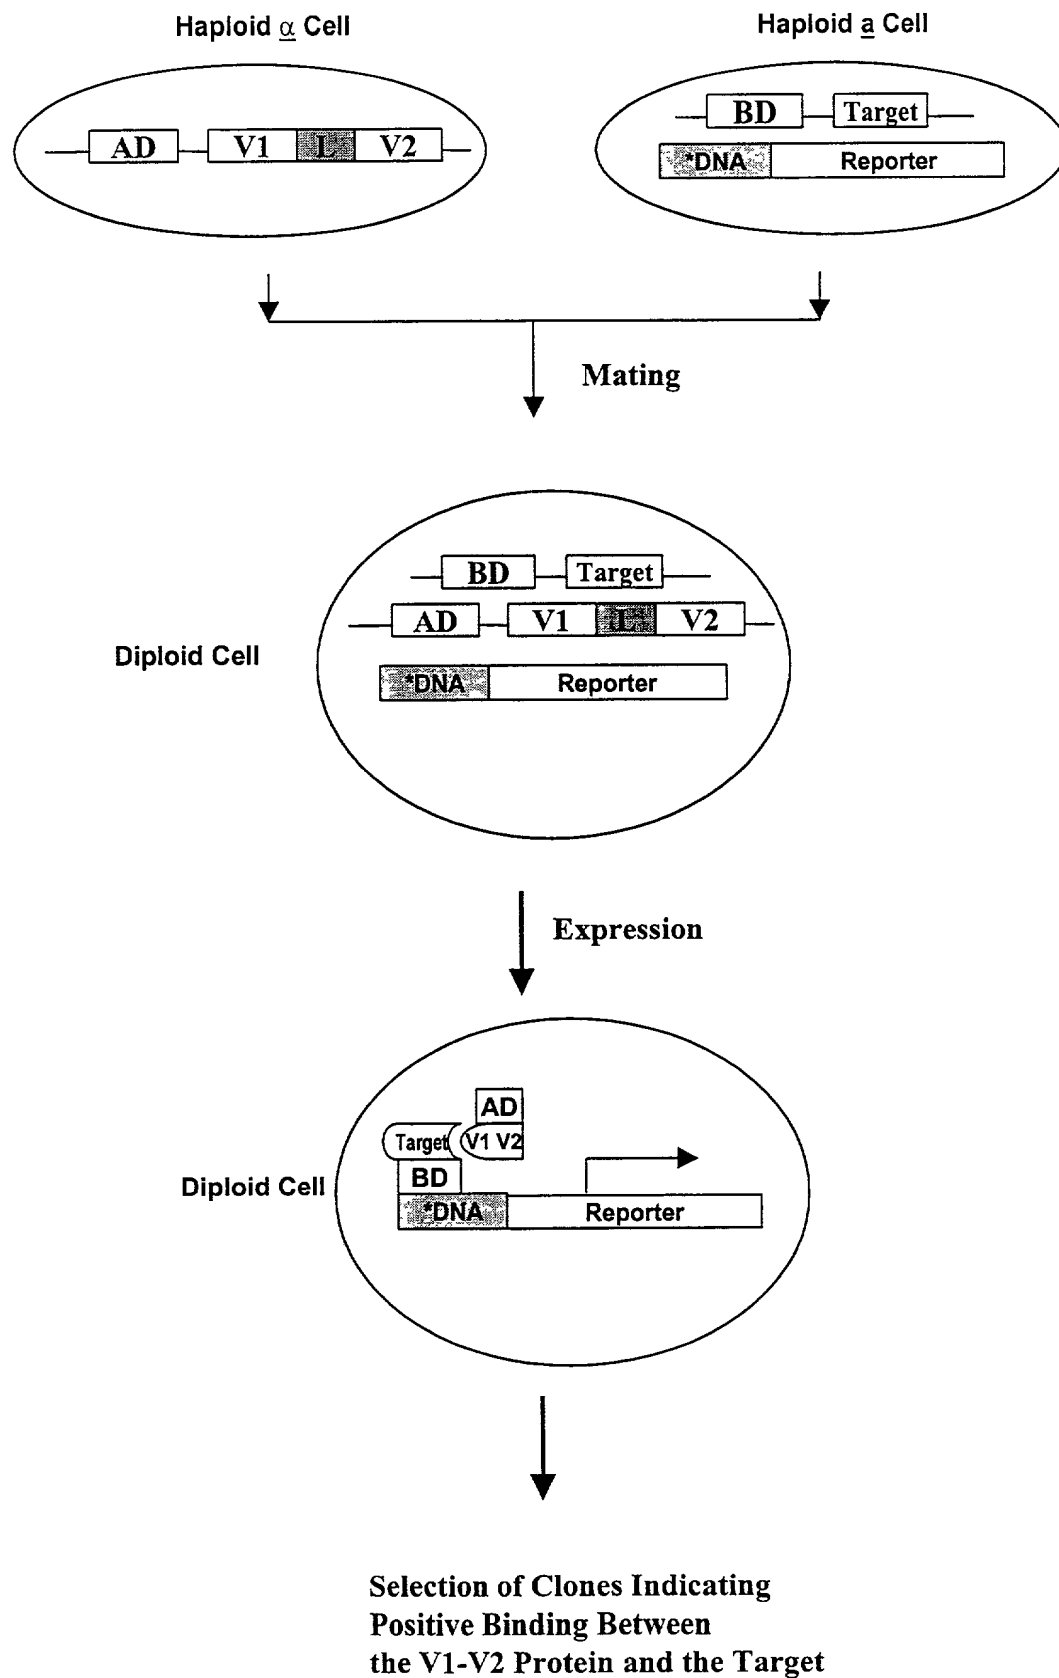 Haploid α Cell
Haploid a Cell
AD V1 L V2
BD Target
*DNA Reporter
Mating
Diploid Cell
BD Target
AD V1 L V2
*DNA Reporter
Expression
Diploid Cell
AD
Target V1 V2
BD
*DNA Reporter
Selection of Clones Indicating
Positive Binding Between
the V1-V2 Protein and the Target